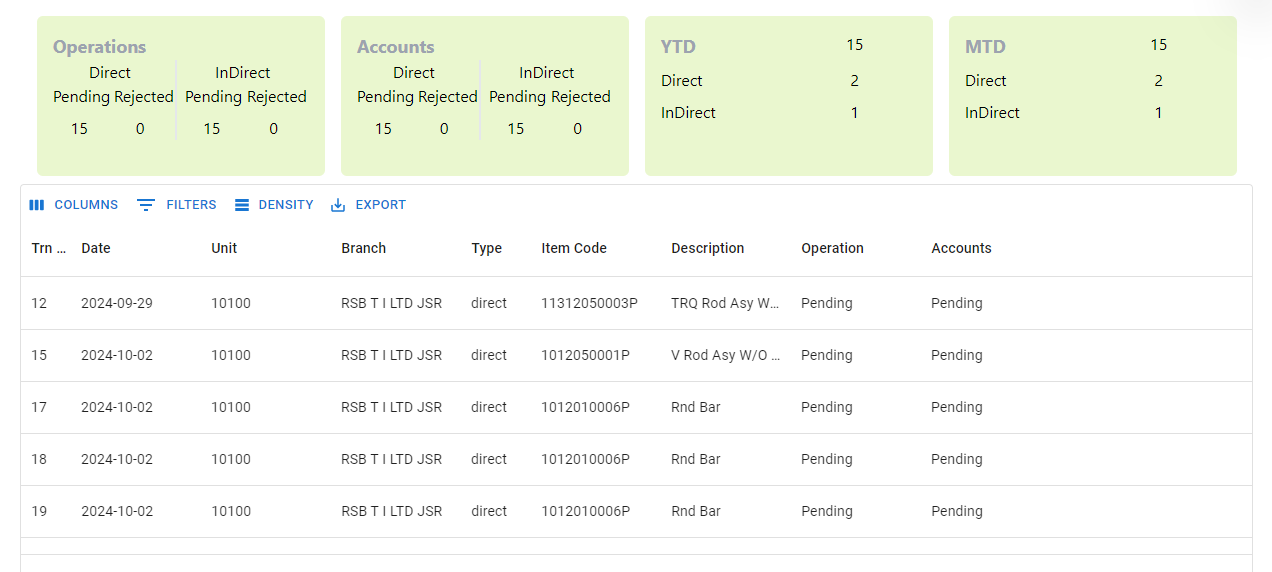 Operations
Direct InDirect
Pending Rejected Pending Rejected
15 0 15 0
Accounts
Direct InDirect
Pending Rejected Pending Rejected
15 0 15 0
YTD 15
Direct 2
InDirect 1
MTD 15
Direct 2
InDirect 1
COLUMNS FILTERS DENSITY EXPORT
Trn ... Date Unit Branch Type Item Code Description Operation Accounts
12 2024-09-29 10100 RSB T I LTD JSR direct 11312050003P TRQ Rod Asy W... Pending Pending
15 2024-10-02 10100 RSB T I LTD JSR direct 1012050001P V Rod Asy W/O ... Pending Pending
17 2024-10-02 10100 RSB T I LTD JSR direct 1012010006P Rnd Bar Pending Pending
18 2024-10-02 10100 RSB T I LTD JSR direct 1012010006P Rnd Bar Pending Pending
19 2024-10-02 10100 RSB T I LTD JSR direct 1012010006P Rnd Bar Pending Pending